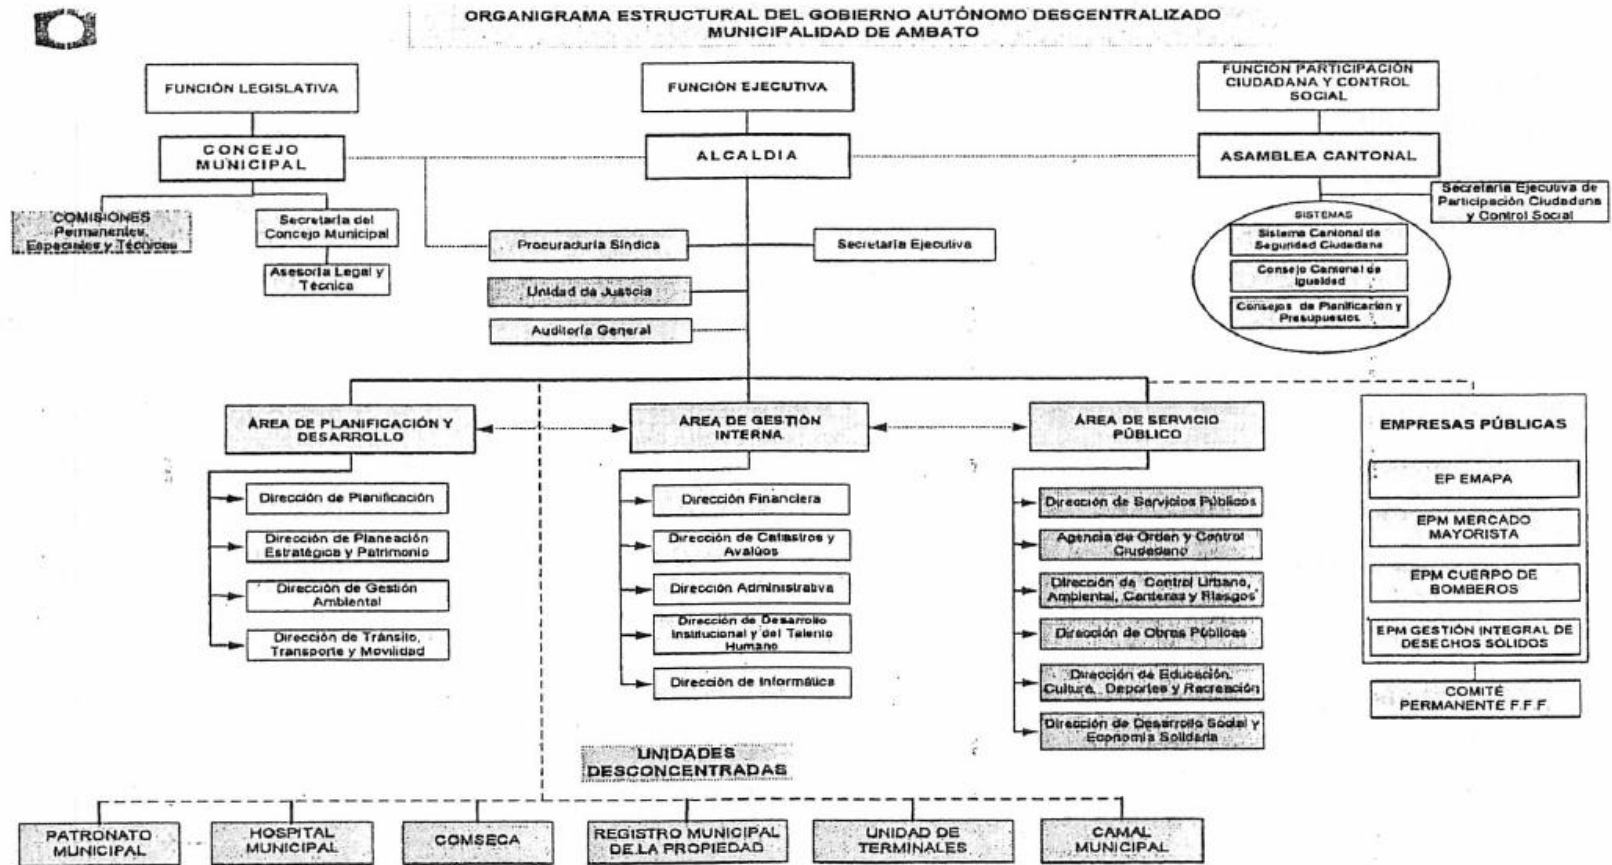 ORGANIGRAMA ESTRUCTURAL DEL GOBIERNO AUTÓNOMO DESCENTRALIZADO
MUNICIPALIDAD DE AMBATO
FUNCIÓN LEGISLATIVA
FUNCIÓN EJECUTIVA
FUNCIÓN PARTICIPACIÓN
CIUDADANA Y CONTROL
SOCIAL
CONCEJO
MUNICIPAL
ALCALDIA
ASAMBLEA CANTONAL
COMISIONES
Permanentes,
Especiales y Técnicas
Secretaría del
Concejo Municipal
Asesoría Legal y
Técnica
Procuraduría Síndica
Secretaría Ejecutiva
Unidad de Justicia
Auditoría General
Secretaría Ejecutiva de
Participación Ciudadana
y Control Social
SISTEMAS
Sistema Cantonal de
Seguridad Ciudadana
Consejo Cantonal de
Igualdad
Consejos de Planificación y
Presupuestos
ÁREA DE PLANIFICACIÓN Y
DESARROLLO
ÁREA DE GESTIÓN
INTERNA
ÁREA DE SERVICIO
PÚBLICO
EMPRESAS PÚBLICAS
Dirección de Planificación
Dirección de Planeación
Estratégica y Patrimonio
Dirección de Gestión
Ambiental
Dirección de Tránsito,
Transporte y Movilidad
Dirección Financiera
Dirección de Catastros y
Avalúos
Dirección Administrativa
Dirección de Desarrollo
Institucional y del Talento
Humano
Dirección de Informática
Dirección de Servicios Públicos
Agencia de Orden y Control
Ciudadano
Dirección de Control Urbano,
Ambiental, Canteras y Riesgos
Dirección de Obras Públicas
Dirección de Educación,
Cultura, Deportes y Recreación
Dirección de Desarrollo Social y
Economía Solidaria
EP EMAPA
EPM MERCADO
MAYORISTA
EPM CUERPO DE
BOMBEROS
EPM GESTIÓN INTEGRAL DE
DESECHOS SÓLIDOS
COMITÉ
PERMANENTE F.F.F.
UNIDADES
DESCONCENTRADAS
PATRONATO
MUNICIPAL
HOSPITAL
MUNICIPAL
COMSECA
REGISTRO MUNICIPAL
DE LA PROPIEDAD
UNIDAD DE
TERMINALES
CAMAL
MUNICIPAL